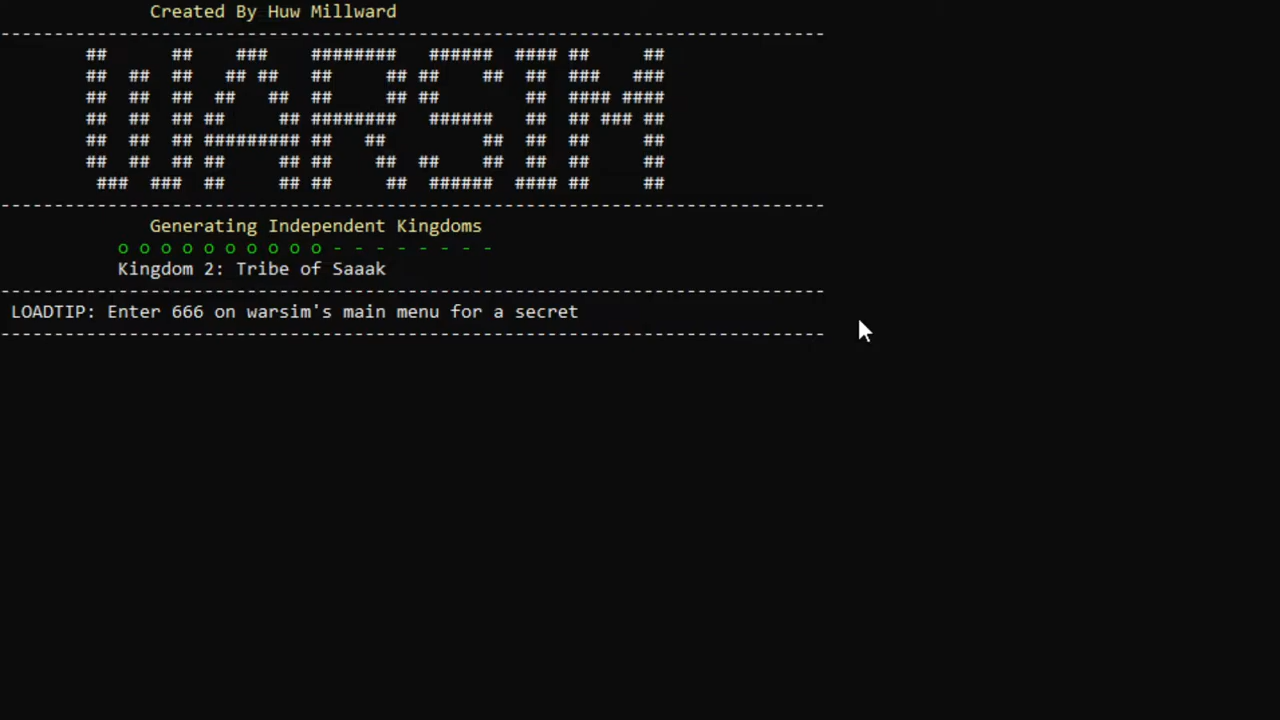 Created By Huw Millward
WARSIM
Generating Independent Kingdoms
o o o o o o o o o o - - - - - - - -
Kingdom 2: Tribe of Saaak
LOADTIP: Enter 666 on warsim's main menu for a secret